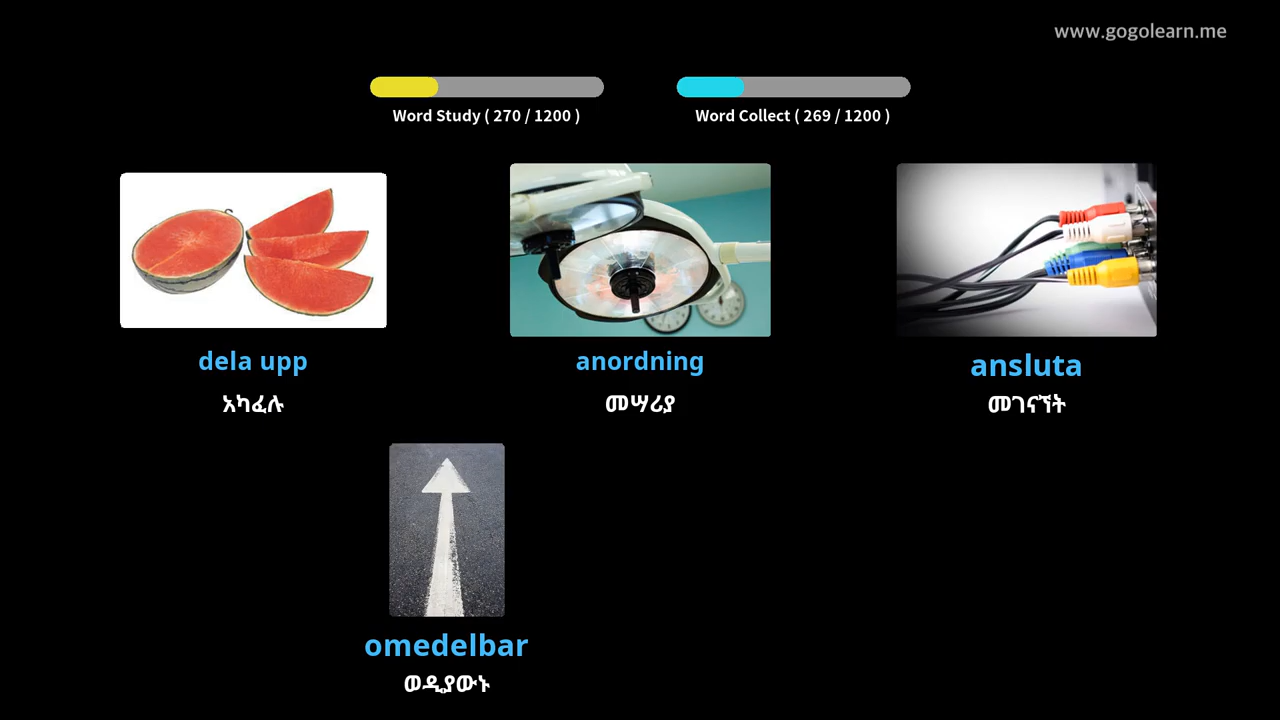 www.gogolearn.me
Word Study ( 270 / 1200 )
Word Collect ( 269 / 1200 )
dela upp
anordning
ansluta
አካፈሉ
መሣሪያ
መገናኘት
omedelbar
ወዲያውኑ